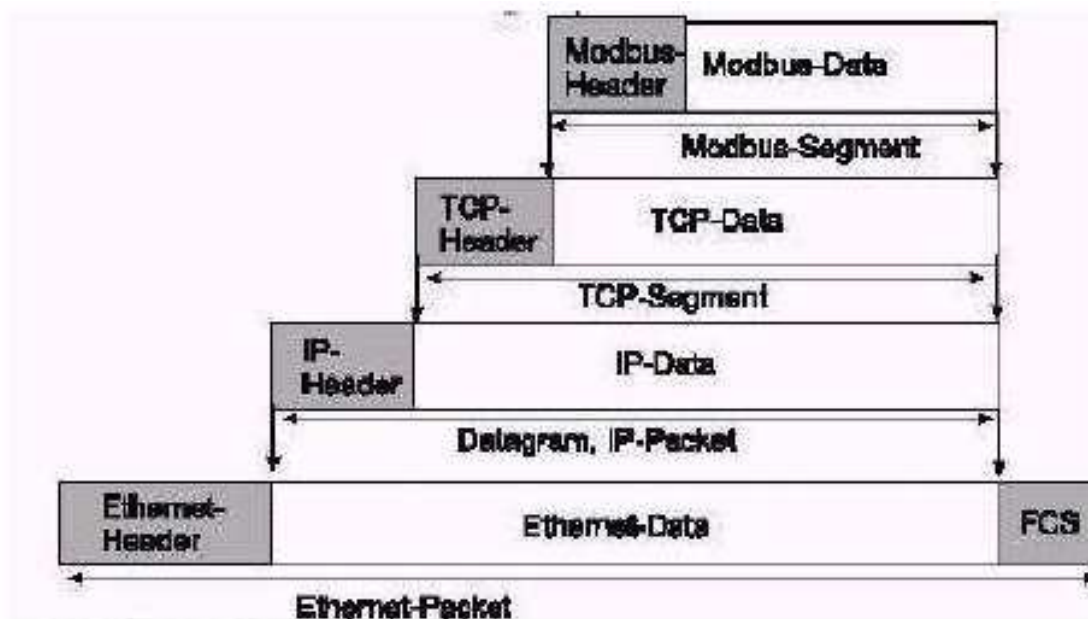 Modbus-
Header
Modbus-Data
Modbus-Segment
TCP-
Header
TCP-Data
TCP-Segment
IP-
Header
IP-Data
Datagram, IP-Packet
Ethernet-
Header
Ethernet-Data
FCS
Ethernet-Packet